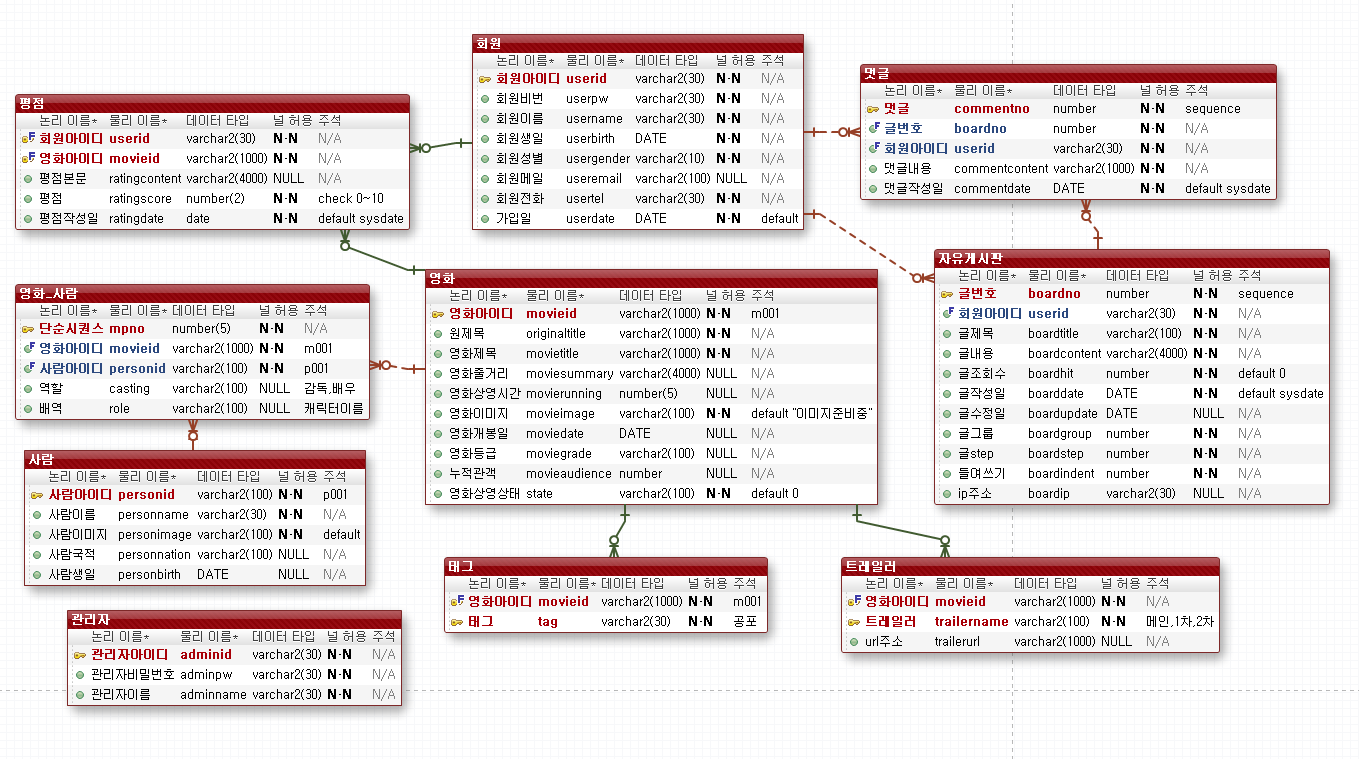 회원
논리 이름* 물리 이름* 데이터 타입 널 허용 주석
회원아이디 userid varchar2(30) N·N N/A
회원비번 userpw varchar2(30) N·N N/A
회원이름 username varchar2(30) N·N N/A
회원생일 userbirth DATE N·N N/A
회원성별 usergender varchar2(10) N·N N/A
회원메일 useremail varchar2(100) NULL N/A
회원전화 usertel varchar2(30) N·N N/A
가입일 userdate DATE N·N default
댓글
논리 이름* 물리 이름* 데이터 타입 널 허용 주석
댓글 commentno number N·N sequence
글번호 boardno number N·N N/A
회원아이디 userid varchar2(30) N·N N/A
댓글내용 commentcontent varchar2(1000) N·N N/A
댓글작성일 commentdate DATE N·N default sysdate
평점
논리 이름* 물리 이름* 데이터 타입 널 허용 주석
회원아이디 userid varchar2(30) N·N N/A
영화아이디 movieid varchar2(1000) N·N N/A
평점본문 ratingcontent varchar2(4000) NULL N/A
평점 ratingscore number(2) N·N check 0~10
평점작성일 ratingdate date N·N default sysdate
영화_사람
논리 이름* 물리 이름* 데이터 타입 널 허용 주석
단순시퀀스 mpno number(5) N·N N/A
영화아이디 movieid varchar2(1000) N·N m001
사람아이디 personid varchar2(100) N·N p001
역할 casting varchar2(100) NULL 감독,배우
배역 role varchar2(100) NULL 캐릭터이름
영화
논리 이름* 물리 이름* 데이터 타입 널 허용 주석
영화아이디 movieid varchar2(1000) N·N m001
원제목 originaltitle varchar2(1000) N·N N/A
영화제목 movietitle varchar2(1000) N·N N/A
영화줄거리 moviesummary varchar2(4000) NULL N/A
영화상영시간 movierunning number(5) NULL N/A
영화이미지 movieimage varchar2(100) N·N default "이미지준비중"
영화개봉일 moviedate DATE NULL N/A
영화등급 moviegrade varchar2(100) NULL N/A
누적관객 movieaudience number NULL N/A
영화상영상태 state varchar2(100) N·N default 0
자유게시판
논리 이름* 물리 이름* 데이터 타입 널 허용 주석
글번호 boardno number N·N sequence
회원아이디 userid varchar2(30) N·N N/A
글제목 boardtitle varchar2(100) N·N N/A
글내용 boardcontent varchar2(4000) N·N N/A
글조회수 boardhit number N·N default 0
글작성일 boarddate DATE N·N default sysdate
글수정일 boardupdate DATE NULL N/A
글그룹 boardgroup number N·N N/A
글step boardstep number N·N N/A
들여쓰기 boardindent number N·N N/A
ip주소 boardip varchar2(30) NULL N/A
사람
논리 이름* 물리 이름* 데이터 타입 널 허용 주석
사람아이디 personid varchar2(100) N·N p001
사람이름 personname varchar2(30) N·N N/A
사람이미지 personimage varchar2(100) N·N default
사람국적 personnation varchar2(100) NULL N/A
사람생일 personbirth DATE NULL N/A
태그
논리 이름* 물리 이름* 데이터 타입 널 허용 주석
영화아이디 movieid varchar2(1000) N·N m001
태그 tag varchar2(30) N·N 공포
트레일러
논리 이름* 물리 이름* 데이터 타입 널 허용 주석
영화아이디 movieid varchar2(1000) N·N N/A
트레일러 trailername varchar2(100) N·N 메인,1차,2차
url주소 trailerurl varchar2(1000) NULL N/A
관리자
논리 이름* 물리 이름* 데이터 타입 널 허용 주석
관리자아이디 adminid varchar2(30) N·N N/A
관리자비밀번호 adminpw varchar2(30) N·N N/A
관리자이름 adminname varchar2(30) N·N N/A